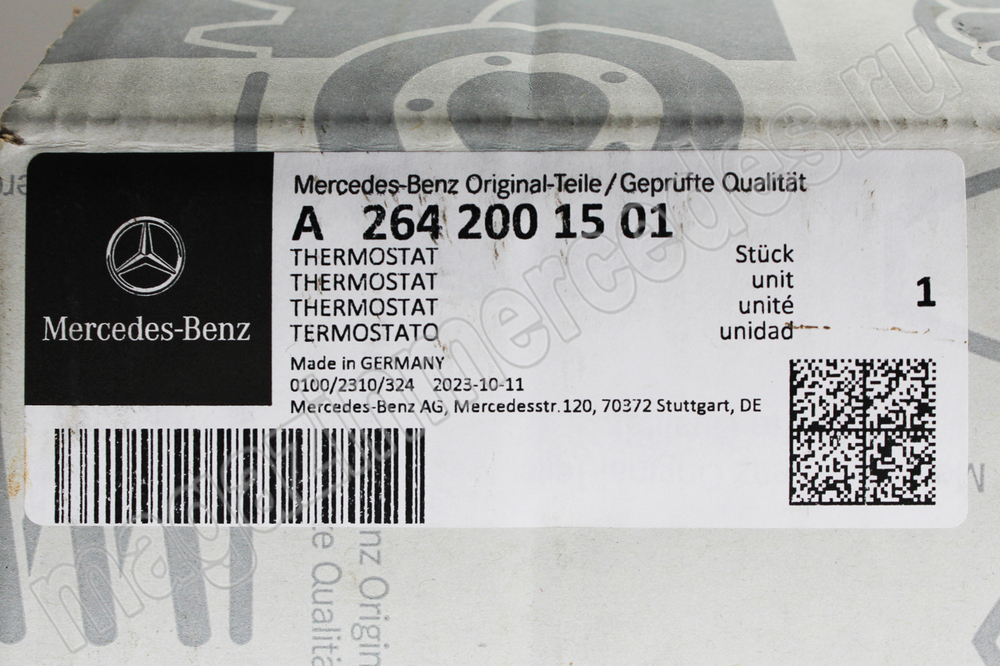 Mercedes-Benz
Mercedes-Benz Original-Teile/Geprüfte Qualität
A 264 200 15 01
THERMOSTAT
THERMOSTAT
THERMOSTAT
TERMOSTATO
Stück
unit
unité
unidad
1
Made in GERMANY
0100/2310/324 2023-10-11
Mercedes-Benz AG, Mercedesstr.120, 70372 Stuttgart, DE
magazinmercedes.ru